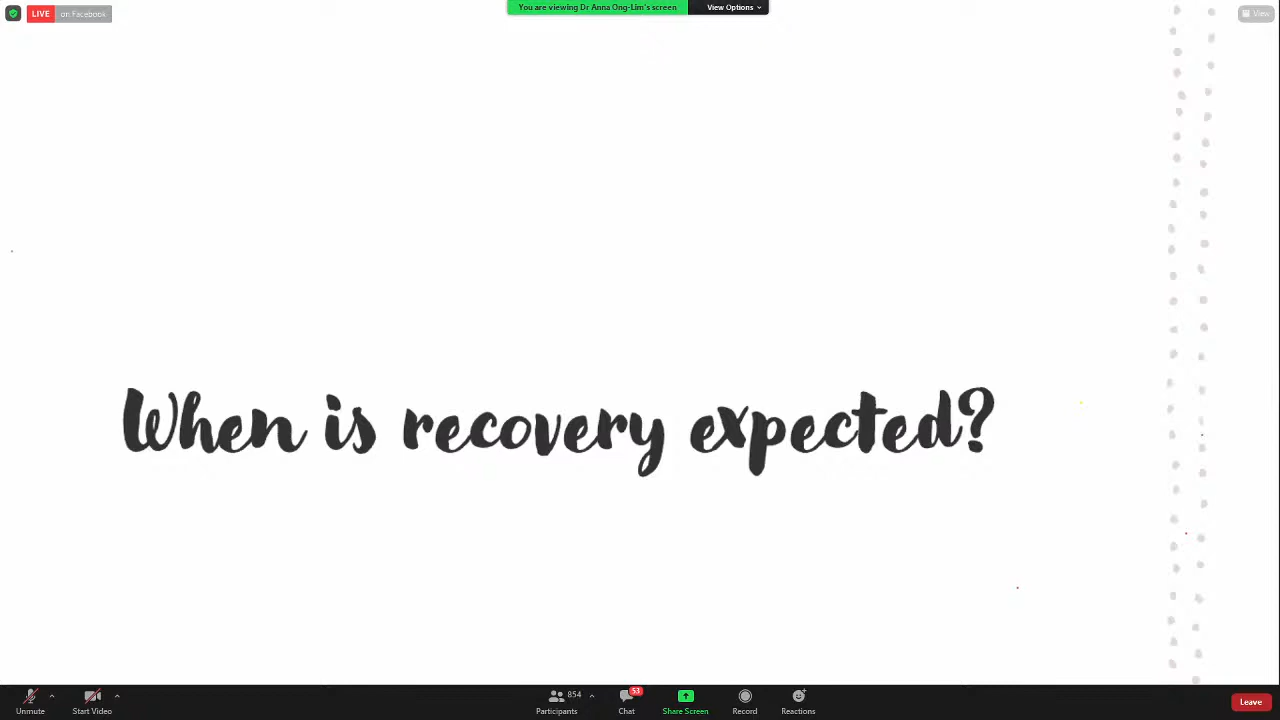 LIVE on Facebook
You are viewing Dr Anna Ong-Lim's screen
View Options
View
When is recovery expected?
Unmute
Start Video
854
Participants
53
Chat
Share Screen
Record
Reactions
Leave